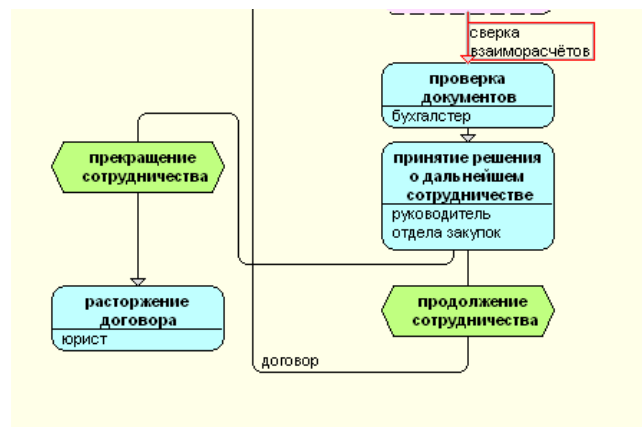 сверка
взаиморасчётов
проверка
документов
бухгалстер
прекращение
сотрудничества
принятие решения
о дальнейшем
сотрудничестве
руководитель
отдела закупок
расторжение
договора
юрист
продолжение
сотрудничества
договор